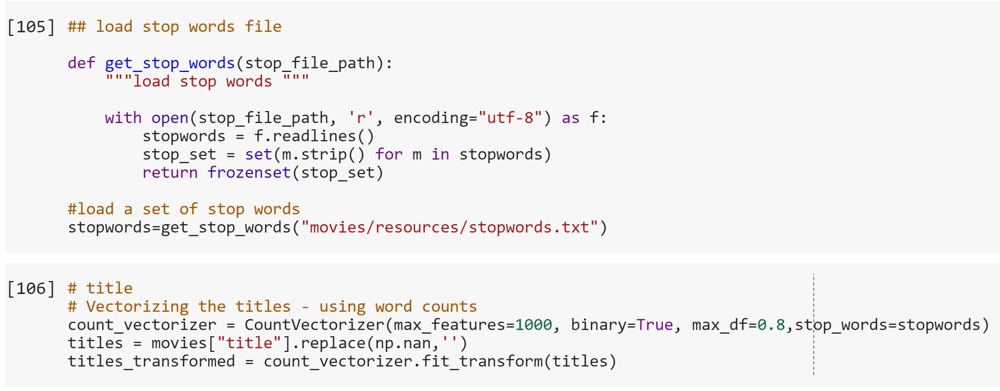 [105] ## load stop words file
def get_stop_words(stop_file_path):
    """load stop words """
    with open(stop_file_path, 'r', encoding="utf-8") as f:
        stopwords = f.readlines()
        stop_set = set(m.strip() for m in stopwords)
        return frozenset(stop_set)
#load a set of stop words
stopwords=get_stop_words("movies/resources/stopwords.txt")
[106] # title
# Vectorizing the titles - using word counts
count_vectorizer = CountVectorizer(max_features=1000, binary=True, max_df=0.8,stop_words=stopwords)
titles = movies["title"].replace(np.nan,'')
titles_transformed = count_vectorizer.fit_transform(titles)